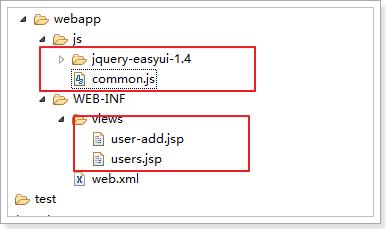 webapp
js
jquery-easyui-1.4
common.js
WEB-INF
views
user-add.jsp
users.jsp
web.xml
test